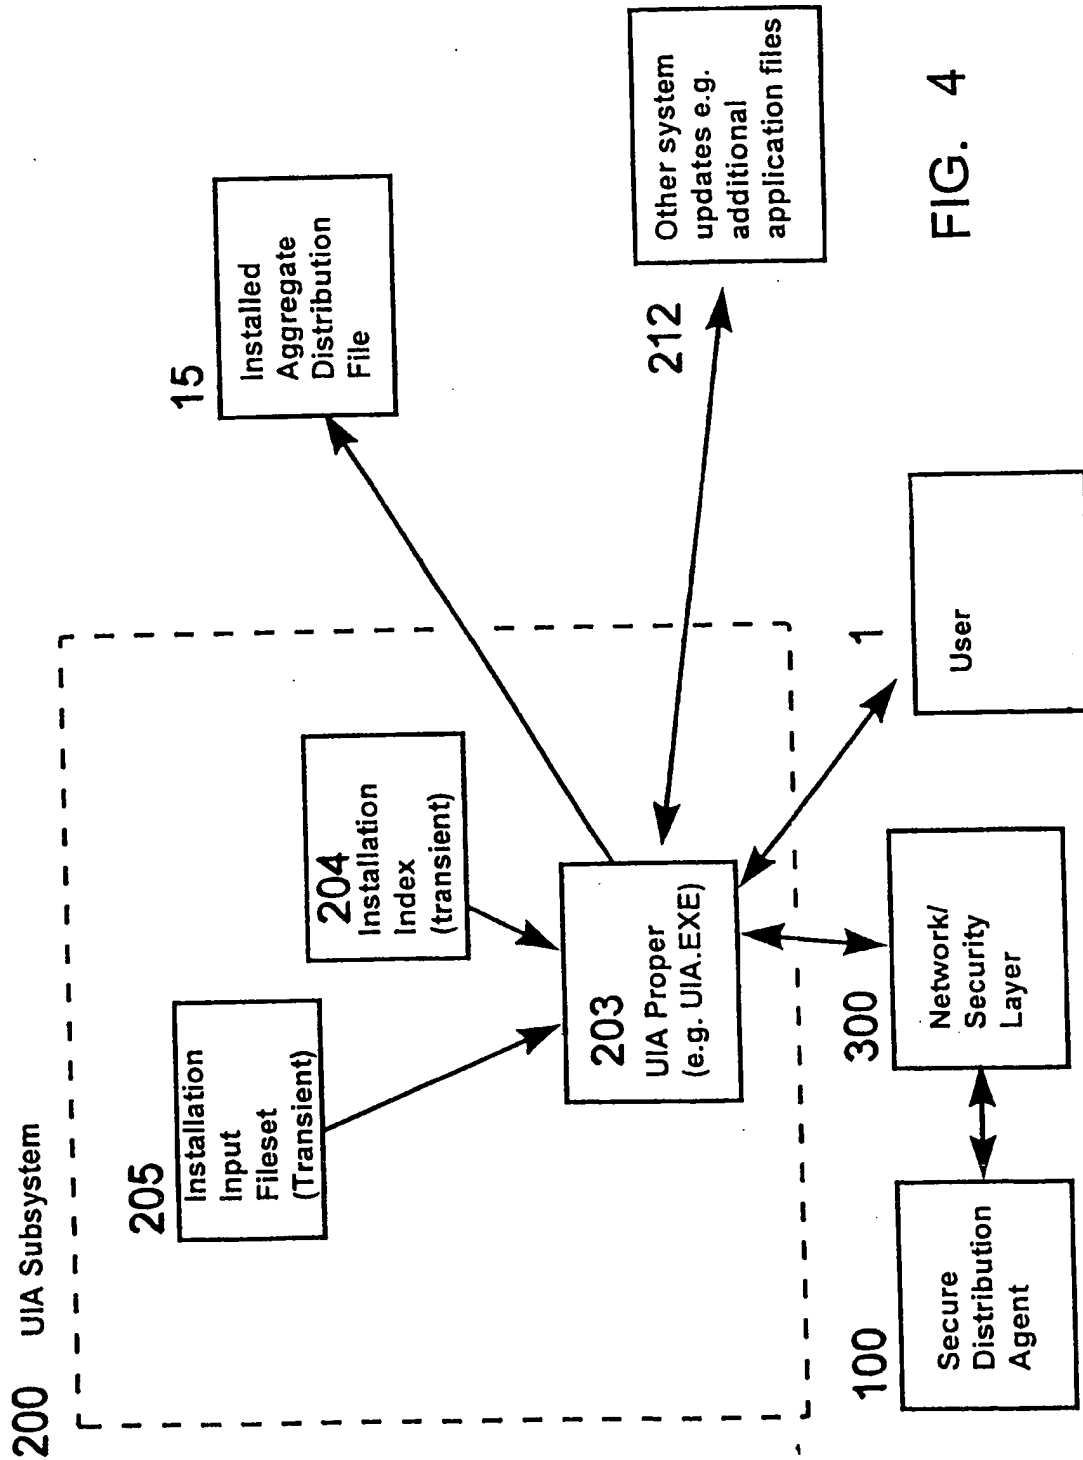 200 UIA Subsystem
205
Installation
Input
Fileset
(Transient)
204
Installation
Index
(transient)
15
Installed
Aggregate
Distribution
File
203
UIA Proper
(e.g. UIA.EXE)
212
Other system
updates e.g.
additional
application files
100
Secure
Distribution
Agent
300
Network/
Security
Layer
1
User
FIG. 4